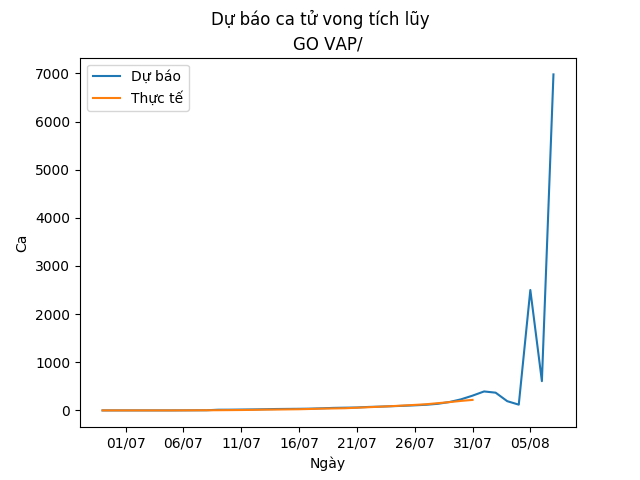 Dự báo ca tử vong tích lũy
GO VAP/
Dự báo
Thực tế
7000
6000
5000
4000
3000
2000
1000
0
Ca
01/07 06/07 11/07 16/07 21/07 26/07 31/07 05/08
Ngày